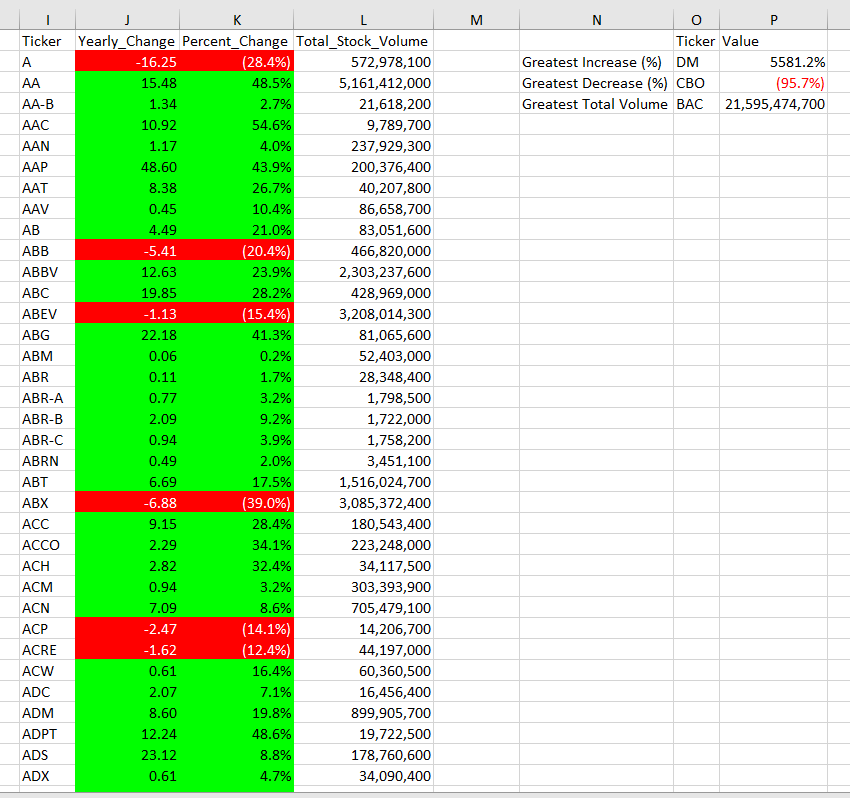 I J K L M N O P
Ticker Yearly_Change Percent_Change Total_Stock_Volume Ticker Value
A -16.25 (28.4%) 572,978,100 Greatest Increase (%) DM 5581.2%
AA 15.48 48.5% 5,161,412,000 Greatest Decrease (%) CBO (95.7%)
AA-B 1.34 2.7% 21,618,200 Greatest Total Volume BAC 21,595,474,700
AAC 10.92 54.6% 9,789,700
AAN 1.17 4.0% 237,929,300
AAP 48.60 43.9% 200,376,400
AAT 8.38 26.7% 40,207,800
AAV 0.45 10.4% 86,658,700
AB 4.49 21.0% 83,051,600
ABB -5.41 (20.4%) 466,820,000
ABBV 12.63 23.9% 2,303,237,600
ABC 19.85 28.2% 428,969,000
ABEV -1.13 (15.4%) 3,208,014,300
ABG 22.18 41.3% 81,065,600
ABM 0.06 0.2% 52,403,000
ABR 0.11 1.7% 28,348,400
ABR-A 0.77 3.2% 1,798,500
ABR-B 2.09 9.2% 1,722,000
ABR-C 0.94 3.9% 1,758,200
ABRN 0.49 2.0% 3,451,100
ABT 6.69 17.5% 1,516,024,700
ABX -6.88 (39.0%) 3,085,372,400
ACC 9.15 28.4% 180,543,400
ACCO 2.29 34.1% 223,248,000
ACH 2.82 32.4% 34,117,500
ACM 0.94 3.2% 303,393,900
ACN 7.09 8.6% 705,479,100
ACP -2.47 (14.1%) 14,206,700
ACRE -1.62 (12.4%) 44,197,000
ACW 0.61 16.4% 60,360,500
ADC 2.07 7.1% 16,456,400
ADM 8.60 19.8% 899,905,700
ADPT 12.24 48.6% 19,722,500
ADS 23.12 8.8% 178,760,600
ADX 0.61 4.7% 34,090,400